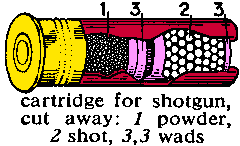 1 3 2 3
cartridge for shotgun,
cut away: 1 powder,
2 shot, 3,3 wads